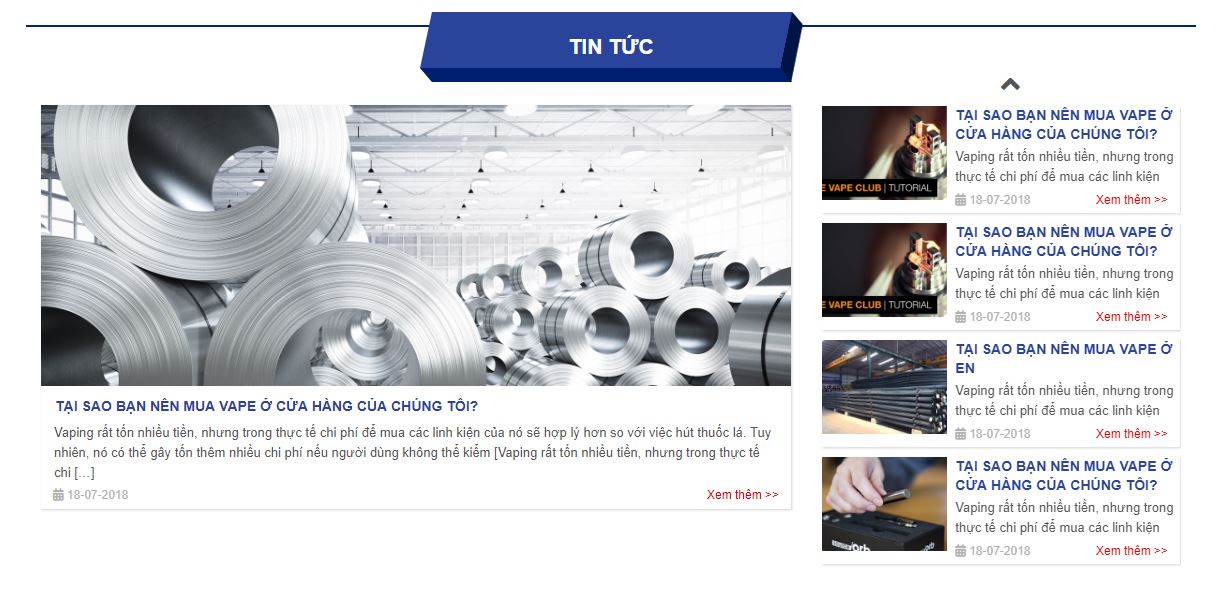 TIN TỨC
TẠI SAO BẠN NÊN MUA VAPE Ở CỬA HÀNG CỦA CHÚNG TÔI?
Vaping rất tốn nhiều tiền, nhưng trong thực tế chi phí để mua các linh kiện của nó sẽ hợp lý hơn so với việc hút thuốc lá. Tuy
nhiên, nó có thể gây tốn thêm nhiều chi phí nếu người dùng không thể kiểm [Vaping rất tốn nhiều tiền, nhưng trong thực tế
chi [...]
18-07-2018
Xem thêm >>
E VAPE CLUB | TUTORIAL
TẠI SAO BẠN NÊN MUA VAPE Ở
CỬA HÀNG CỦA CHÚNG TÔI?
Vaping rất tốn nhiều tiền, nhưng trong
thực tế chi phí để mua các linh kiện
18-07-2018
Xem thêm >>
E VAPE CLUB | TUTORIAL
TẠI SAO BẠN NÊN MUA VAPE Ở
CỬA HÀNG CỦA CHÚNG TÔI?
Vaping rất tốn nhiều tiền, nhưng trong
thực tế chi phí để mua các linh kiện
18-07-2018
Xem thêm >>
TẠI SAO BẠN NÊN MUA VAPE Ở
EN
Vaping rất tốn nhiều tiền, nhưng trong
thực tế chi phí để mua các linh kiện
18-07-2018
Xem thêm >>
TẠI SAO BẠN NÊN MUA VAPE Ở
CỬA HÀNG CỦA CHÚNG TÔI?
Vaping rất tốn nhiều tiền, nhưng trong
thực tế chi phí để mua các linh kiện
18-07-2018
Xem thêm >>